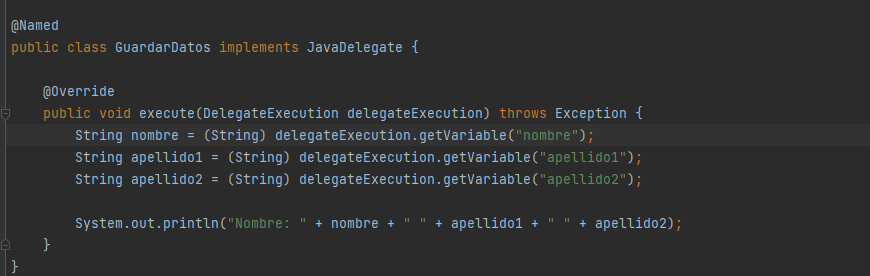 @Named
public class GuardarDatos implements JavaDelegate {
@Override
public void execute(DelegateExecution delegateExecution) throws Exception {
String nombre = (String) delegateExecution.getVariable("nombre");
String apellido1 = (String) delegateExecution.getVariable("apellido1");
String apellido2 = (String) delegateExecution.getVariable("apellido2");
System.out.println("Nombre: " + nombre + " " + apellido1 + " " + apellido2);
}
}